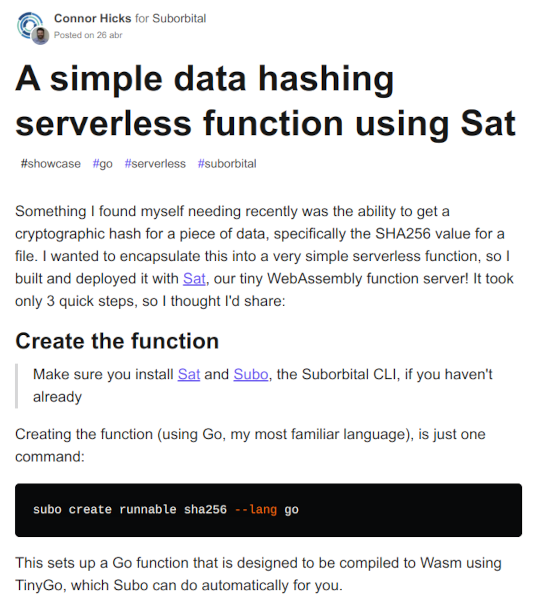 Connor Hicks for Suborbital
Posted on 26 abr
A simple data hashing
serverless function using Sat
#showcase #go #serverless #suborbital
Something I found myself needing recently was the ability to get a
cryptographic hash for a piece of data, specifically the SHA256 value for a
file. I wanted to encapsulate this into a very simple serverless function, so I
built and deployed it with Sat, our tiny WebAssembly function server! It took
only 3 quick steps, so I thought I'd share:
Create the function
Make sure you install Sat and Subo, the Suborbital CLI, if you haven't
already
Creating the function (using Go, my most familiar language), is just one
command:
subo create runnable sha256 --lang go
This sets up a Go function that is designed to be compiled to Wasm using
TinyGo, which Subo can do automatically for you.